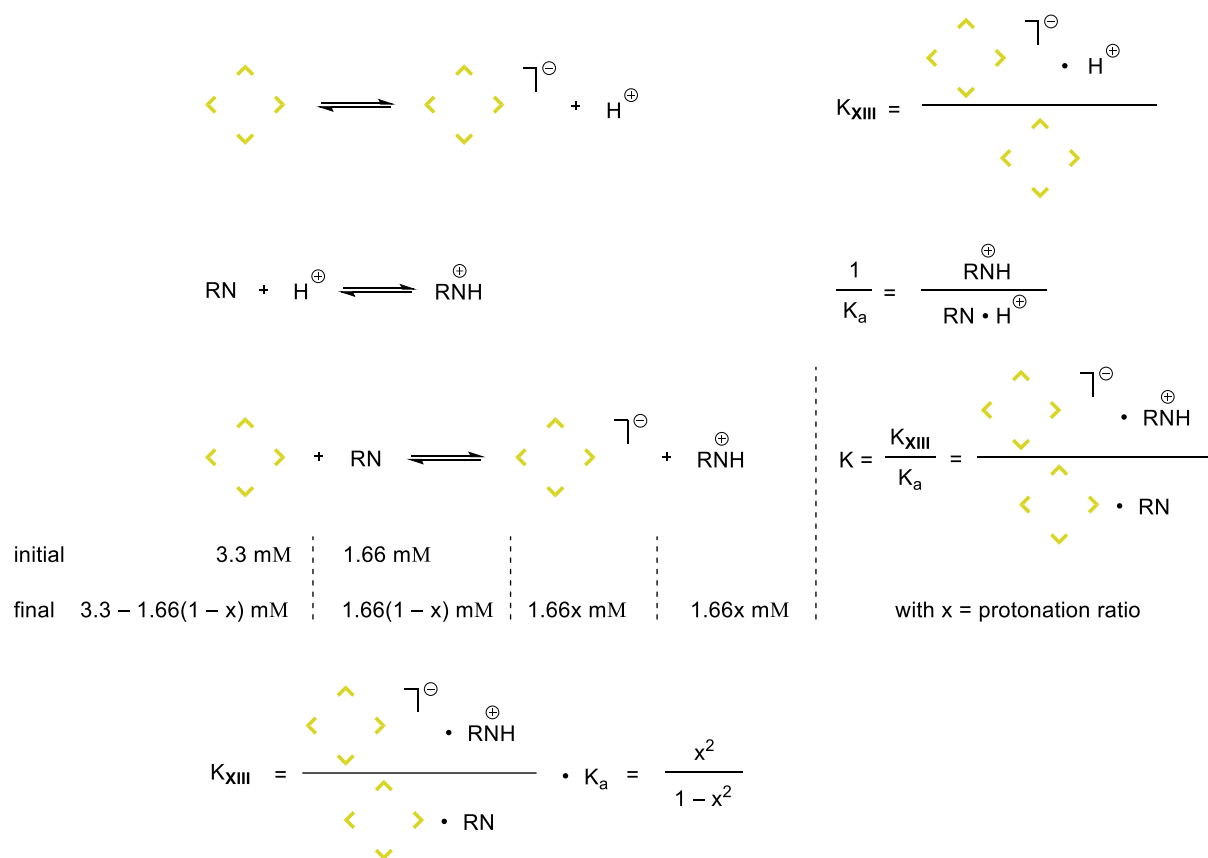 ⊖
+ H⊕
K_XIII = ⊖ • H⊕
RN + H⊕ ⇌ RNH⊕
1/K_a = RNH⊕ / RN • H⊕
+ RN ⇌ ⊖ + RNH⊕
K = K_XIII/K_a = ⊖ • RNH⊕ / • RN
initial 3.3 mM 1.66 mM
final 3.3 – 1.66(1 – x) mM 1.66(1 – x) mM 1.66x mM 1.66x mM with x = protonation ratio
K_XIII = ⊖ • RNH⊕ / • RN • K_a = x² / 1 – x²